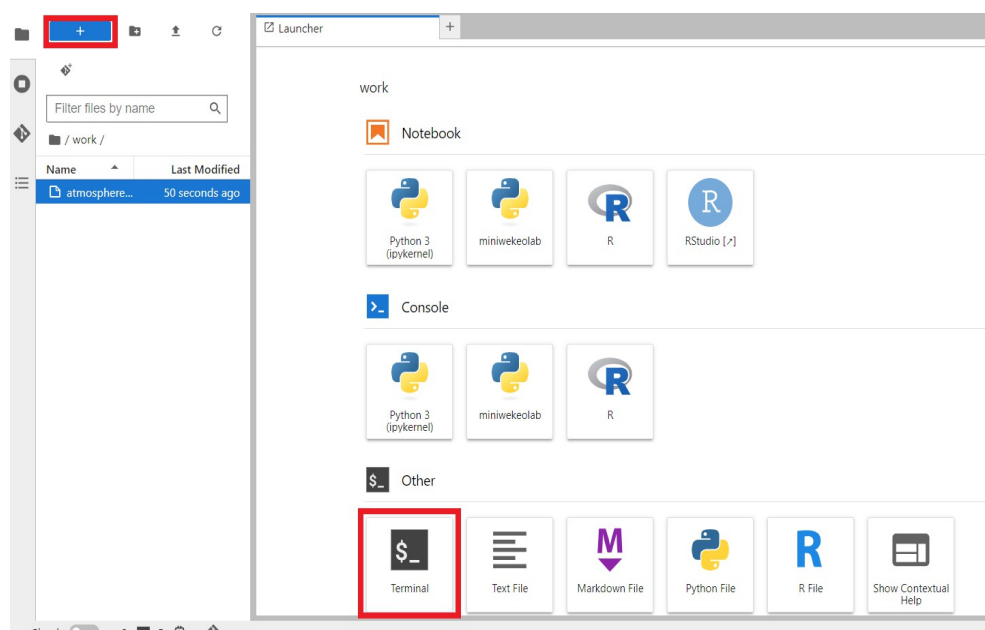 +
Launcher
+
Filter files by name
/ work /
Name
Last Modified
atmosphere...
50 seconds ago
work
Notebook
Python 3
(ipykernel)
miniwekeolab
R
R
R
RStudio [↗]
>_ Console
Python 3
(ipykernel)
miniwekeolab
R
R
$_ Other
$_
Terminal
Text File
M
Markdown File
Python File
R
R File
Show Contextual
Help